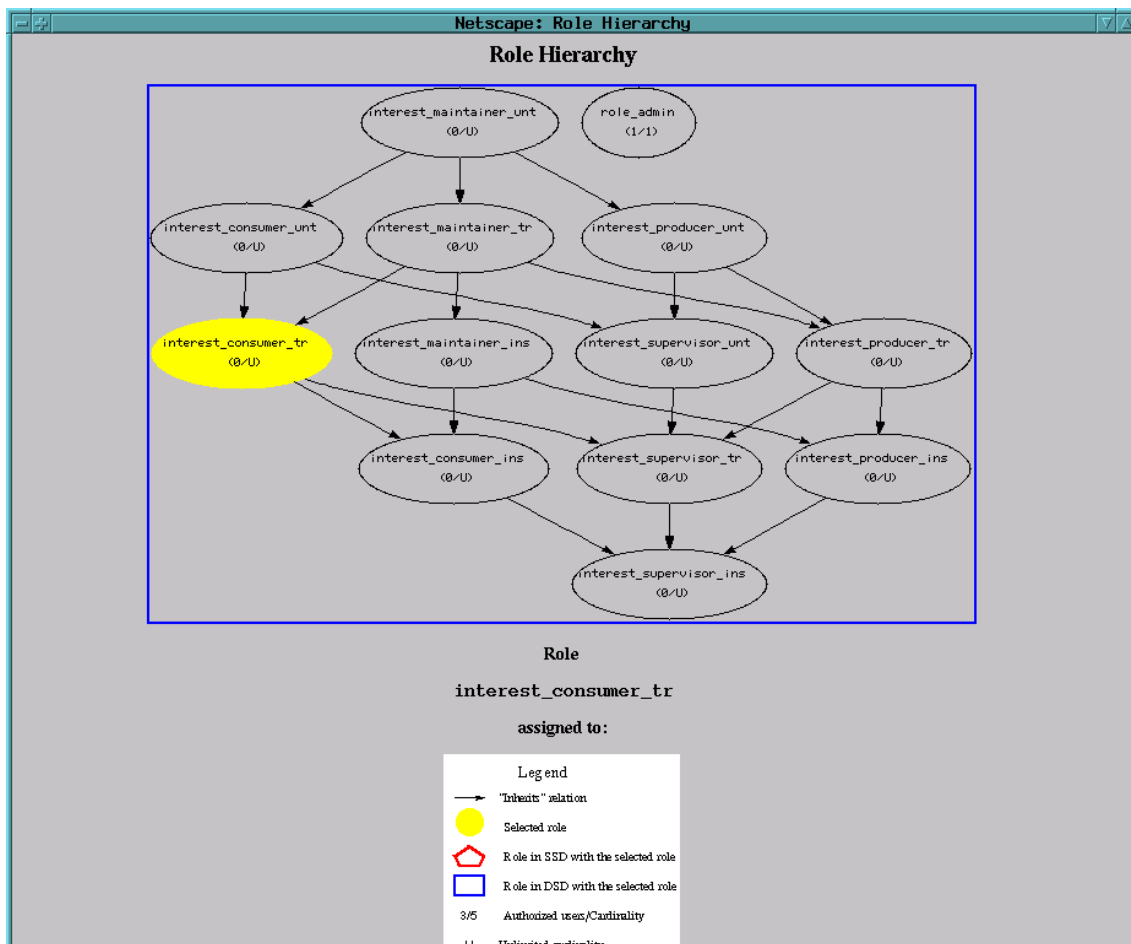 Netscape: Role Hierarchy
Role Hierarchy
interest_maintainer_unt
(0/U)
role_admin
(1/1)
interest_consumer_unt
(0/U)
interest_maintainer_tr
(0/U)
interest_producer_unt
(0/U)
interest_consumer_tr
(0/U)
interest_maintainer_ins
(0/U)
interest_supervisor_unt
(0/U)
interest_producer_tr
(0/U)
interest_consumer_ins
(0/U)
interest_supervisor_tr
(0/U)
interest_producer_ins
(0/U)
interest_supervisor_ins
(0/U)
Role
interest_consumer_tr
assigned to:
Legend
"Inherits" relation
Selected role
Role in SSD with the selected role
Role in DSD with the selected role
3/5 Authorized users/Cardinality